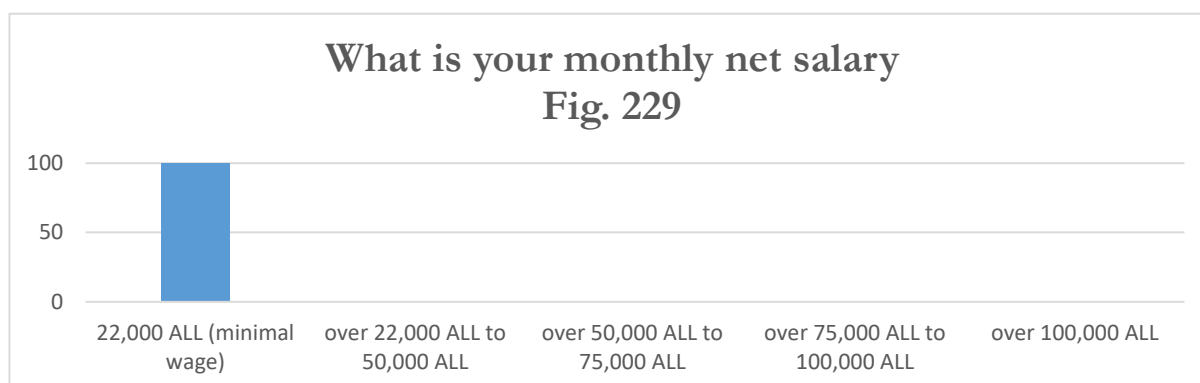 What is your monthly net salary
Fig. 229
100
50
0
22,000 ALL (minimal
wage)
over 22,000 ALL to
50,000 ALL
over 50,000 ALL to
75,000 ALL
over 75,000 ALL to
100,000 ALL
over 100,000 ALL